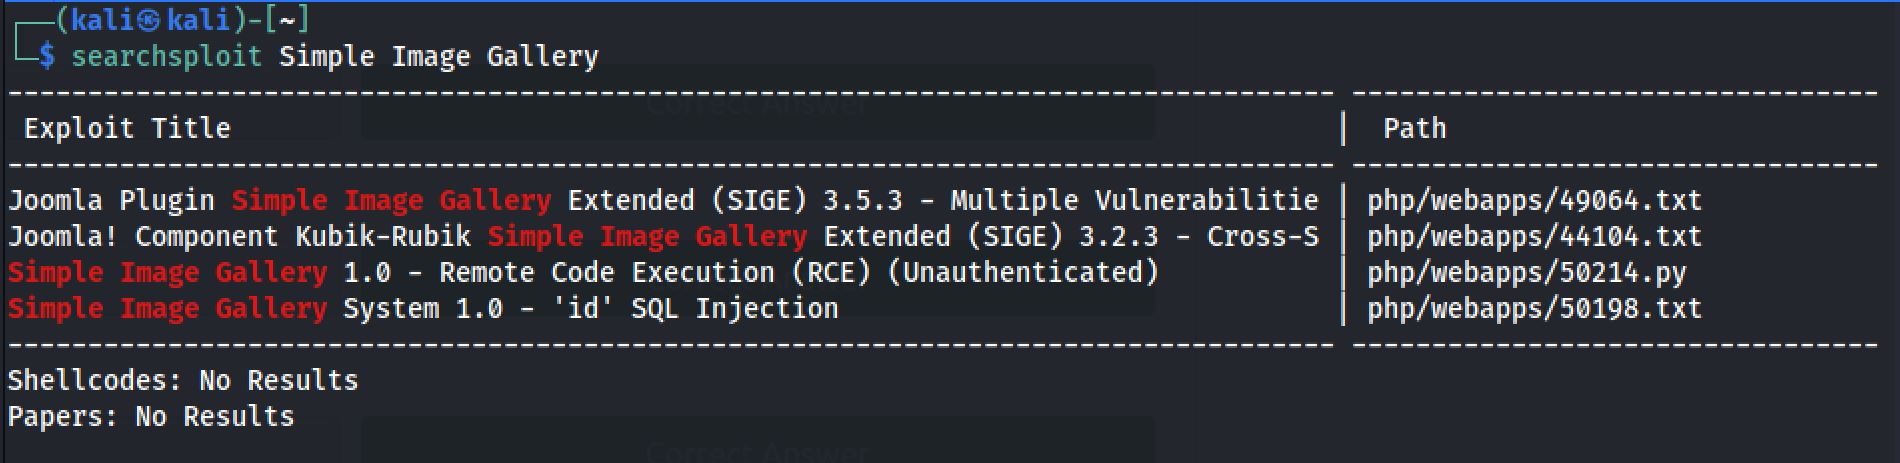 (kali㉿kali)-[~]
$ searchsploit Simple Image Gallery
Exploit Title | Path
Joomla Plugin Simple Image Gallery Extended (SIGE) 3.5.3 - Multiple Vulnerabilitie | php/webapps/49064.txt
Joomla! Component Kubik-Rubik Simple Image Gallery Extended (SIGE) 3.2.3 - Cross-S | php/webapps/44104.txt
Simple Image Gallery 1.0 - Remote Code Execution (RCE) (Unauthenticated) | php/webapps/50214.py
Simple Image Gallery System 1.0 - 'id' SQL Injection | php/webapps/50198.txt
Shellcodes: No Results
Papers: No Results
Correct Answer
Correct Answer